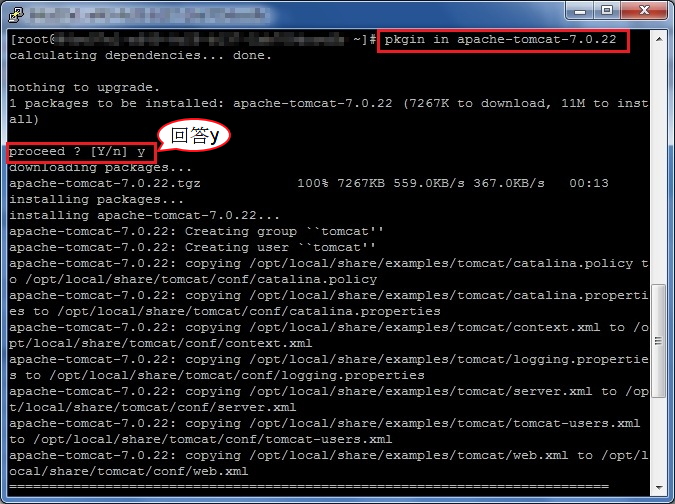 [root@ ~]# pkgin in apache-tomcat-7.0.22
calculating dependencies... done.
nothing to upgrade.
1 packages to be installed: apache-tomcat-7.0.22 (7267K to download, 11M to inst
all)
回答y
proceed ? [Y/n] y
downloading packages...
apache-tomcat-7.0.22.tgz 100% 7267KB 559.0KB/s 367.0KB/s 00:13
installing packages...
installing apache-tomcat-7.0.22...
apache-tomcat-7.0.22: Creating group ``tomcat''
apache-tomcat-7.0.22: Creating user ``tomcat''
apache-tomcat-7.0.22: copying /opt/local/share/examples/tomcat/catalina.policy t
o /opt/local/share/tomcat/conf/catalina.policy
apache-tomcat-7.0.22: copying /opt/local/share/examples/tomcat/catalina.properti
es to /opt/local/share/tomcat/conf/catalina.properties
apache-tomcat-7.0.22: copying /opt/local/share/examples/tomcat/context.xml to /o
pt/local/share/tomcat/conf/context.xml
apache-tomcat-7.0.22: copying /opt/local/share/examples/tomcat/logging.propertie
s to /opt/local/share/tomcat/conf/logging.properties
apache-tomcat-7.0.22: copying /opt/local/share/examples/tomcat/server.xml to /op
t/local/share/tomcat/conf/server.xml
apache-tomcat-7.0.22: copying /opt/local/share/examples/tomcat/tomcat-users.xml
to /opt/local/share/tomcat/conf/tomcat-users.xml
apache-tomcat-7.0.22: copying /opt/local/share/examples/tomcat/web.xml to /opt/l
ocal/share/tomcat/conf/web.xml
===========================================================================